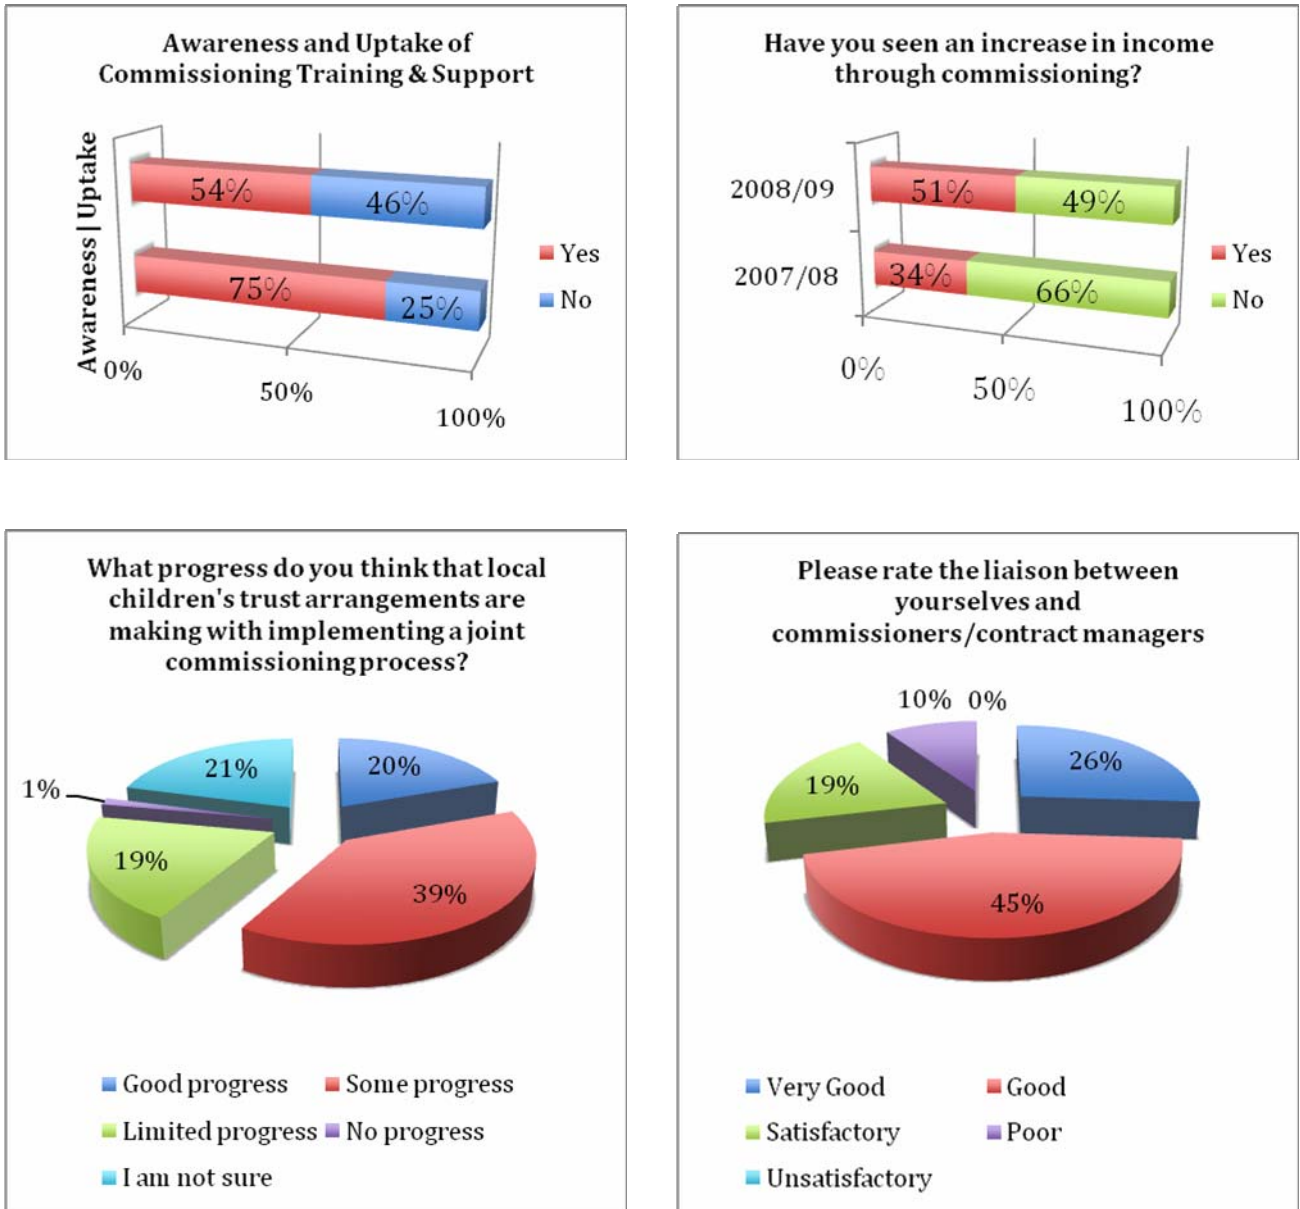 Awareness and Uptake of
Commissioning Training & Support
Awareness | Uptake
54%
46%
75%
25%
0%
50%
100%
Yes
No
Have you seen an increase in income
through commissioning?
2008/09
51%
49%
2007/08
34%
66%
0%
50%
100%
Yes
No
What progress do you think that local
children's trust arrangements are
making with implementing a joint
commissioning process?
21%
20%
1%
19%
39%
Good progress
Some progress
Limited progress
No progress
I am not sure
Please rate the liaison between
yourselves and
commissioners/contract managers
10%
0%
26%
19%
45%
Very Good
Good
Satisfactory
Poor
Unsatisfactory